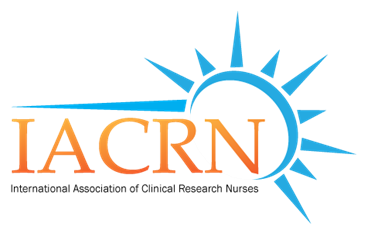 IACRN
International Association of Clinical Research Nurses